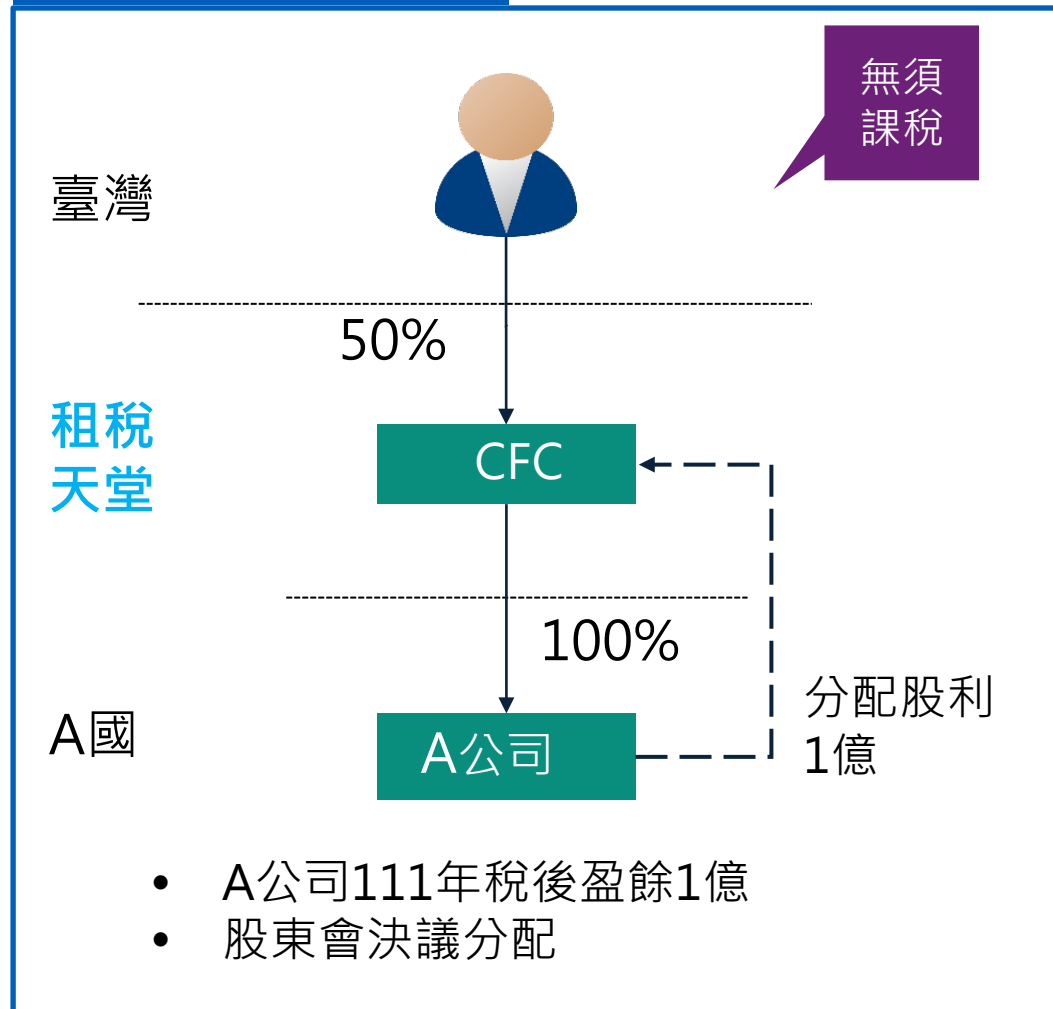 無須
課稅
臺灣
50%
租稅
天堂
CFC
100%
A國
A公司
分配股利
1億
• A公司111年稅後盈餘1億
• 股東會決議分配